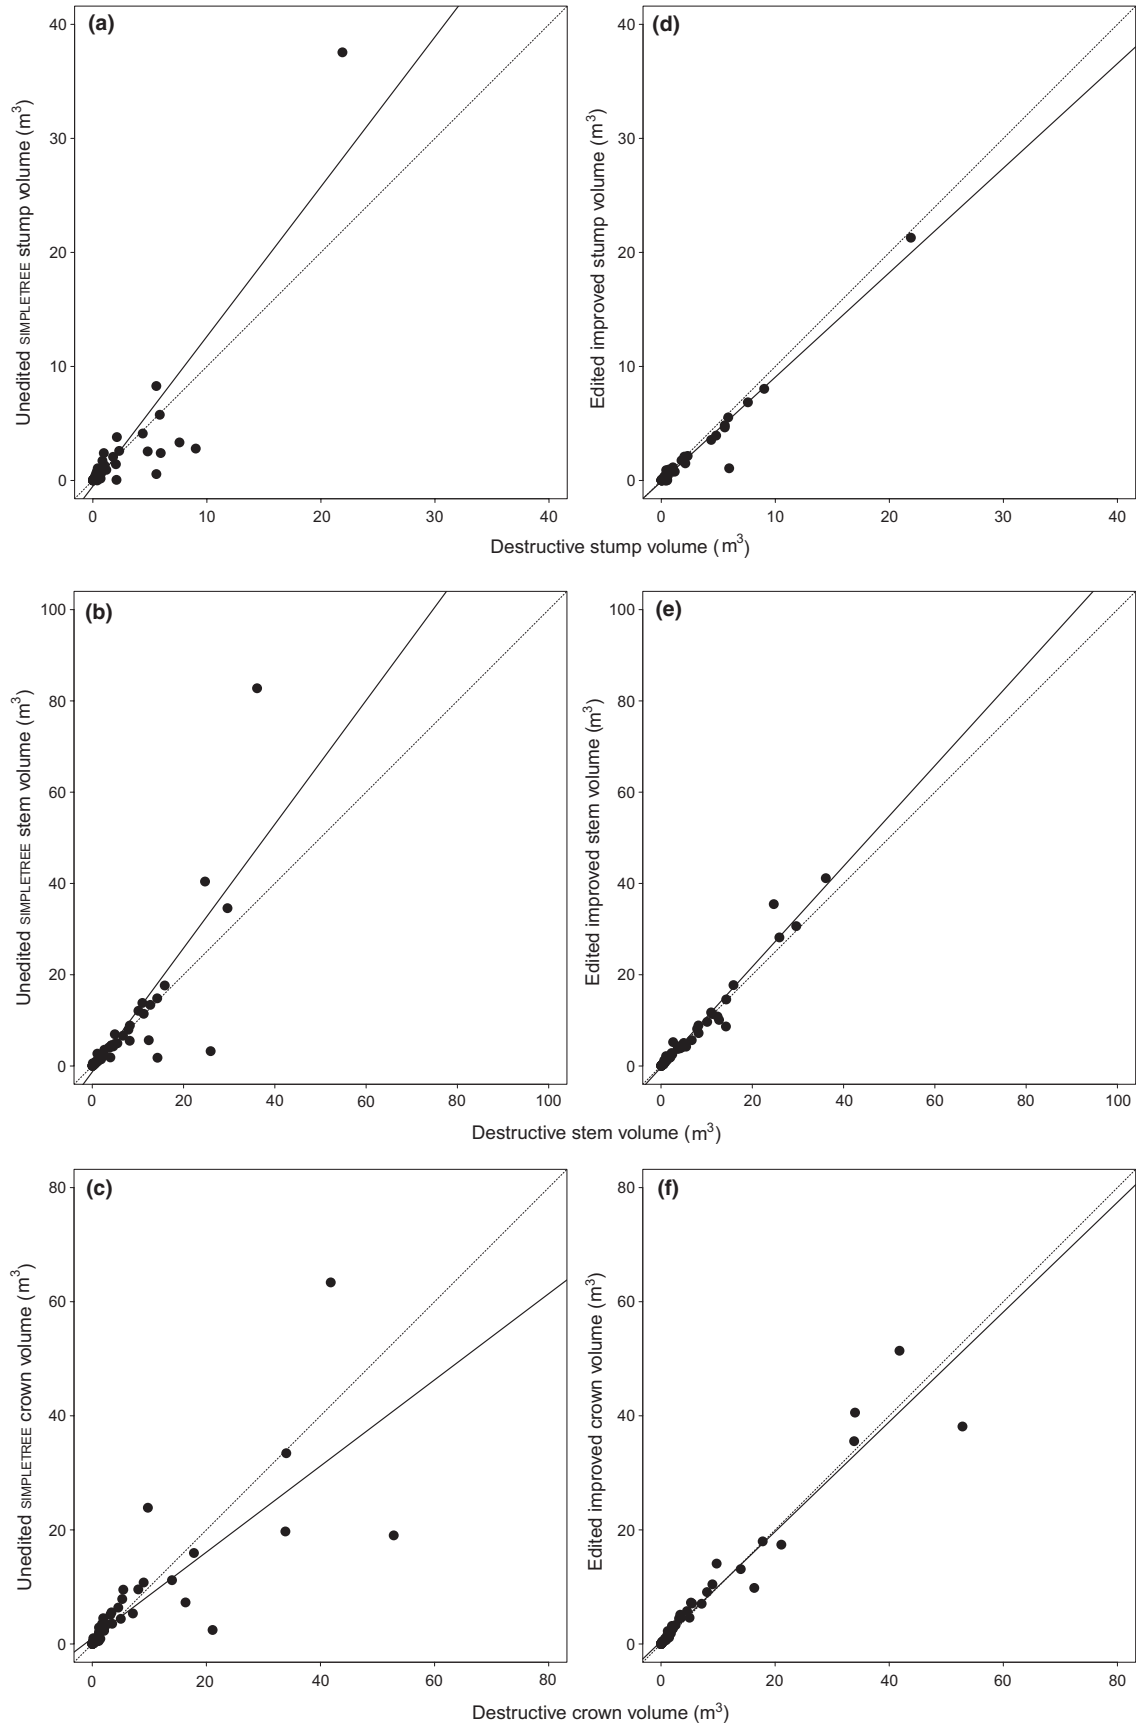 (a)
40
30
20
10
0
0 10 20 30 40
Unedited SIMPLETREE stump volume (m³)
(d)
40
30
20
10
0
0 10 20 30 40
Edited improved stump volume (m³)
Destructive stump volume (m³)
(b)
100
80
60
40
20
0
0 20 40 60 80 100
Unedited SIMPLETREE stem volume (m³)
(e)
100
80
60
40
20
0
0 20 40 60 80 100
Edited improved stem volume (m³)
Destructive stem volume (m³)
(c)
80
60
40
20
0
0 20 40 60 80
Unedited SIMPLETREE crown volume (m³)
(f)
80
60
40
20
0
0 20 40 60 80
Edited improved crown volume (m³)
Destructive crown volume (m³)